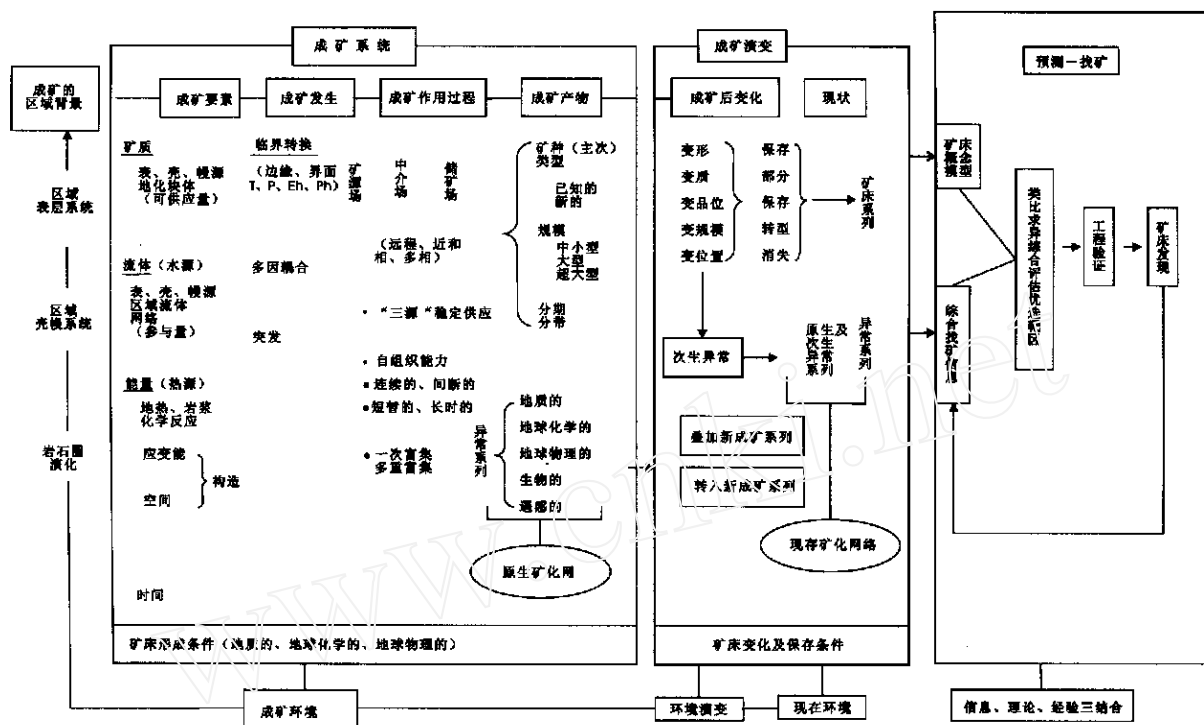 成矿系统
成矿演变
预测—找矿
成矿的
区域背景
成矿要素
成矿发生
成矿作用过程
成矿产物
成矿后变化
现状
区域
表层系统
区域
壳幔系统
岩石圈
演化
矿质
表、壳、幔源
地化块体
(可供应量)
流体(水源)
表、壳、幔源
区域流体
网络
(参与量)
能量(热源)
地热、岩浆
化学反应
应变能
空间
构造
时间
临界转换
(边缘、界面
T、P、Eh、Ph)
多因耦合
突发
矿源场
中介场
储矿场
(远程、近和
相、多相)
• “三源“稳定供应
• 自组织能力
• 连续的、间断的
• 短暂的、长时的
• 一次富集
多重富集
矿种(主次)
类型
已知的
新的
规模
中小型
大型
超大型
分期
分带
异常系列
地质的
地球化学的
地球物理的
生物的
遥感的
原生矿化网
变形
变质
变品位
变规模
变位置
保存
部分
保存
转型
消失
矿床系列
次生异常
原生及
次生
异常
系列
异常系列
叠加新成矿系列
转入新成矿系列
现存矿化网络
矿床
概念
模型
综合找矿信息
类比求异综合评估优选靶区
工程验证
矿床发现
矿床形成条件(地质的、地球化学的、地球物理的)
矿床变化及保存条件
成矿环境
环境演变
现在环境
信息、理论、经验三结合
www.cnki.net